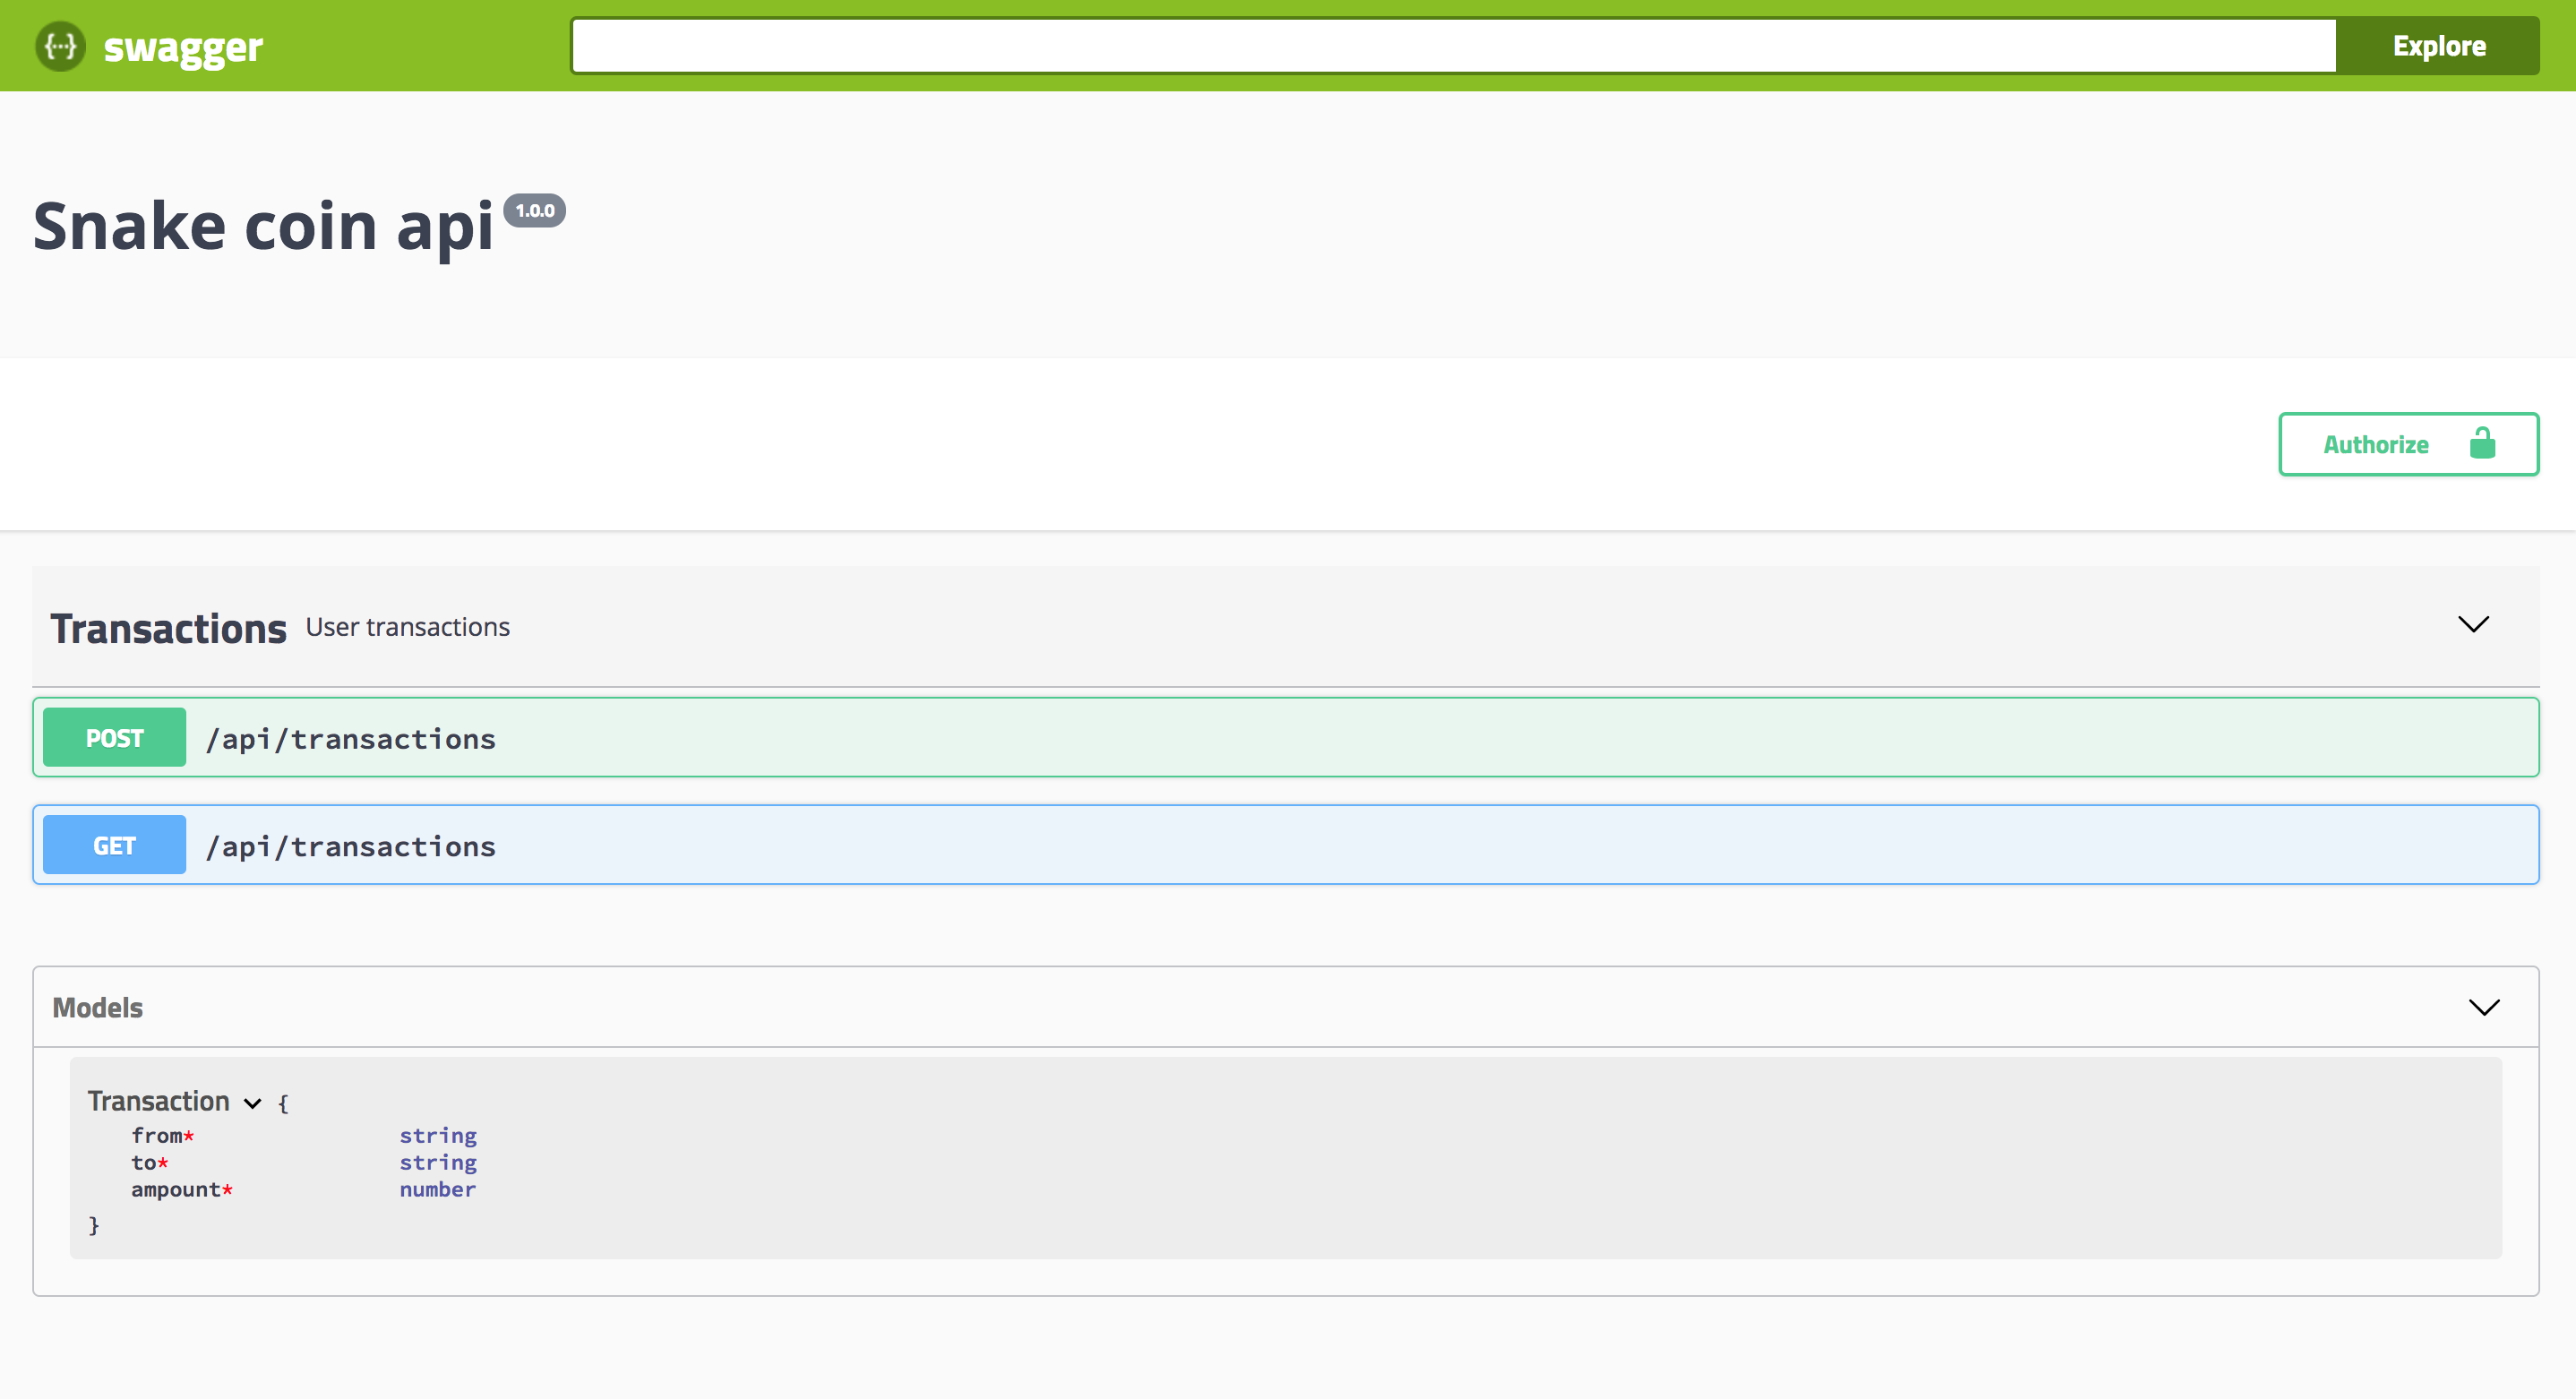 {···} swagger
Explore
Snake coin api 1.0.0
Authorize
Transactions User transactions
POST /api/transactions
GET /api/transactions
Models
Transaction {
from* string
to* string
ampount* number
}